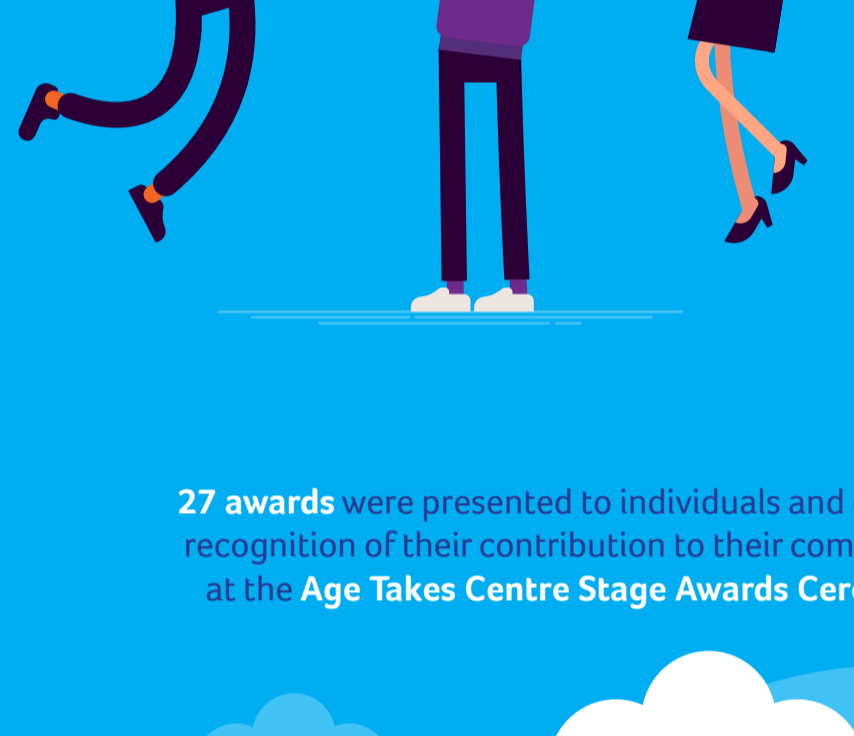 27 awards were presented to individuals and
recognition of their contribution to their com
at the Age Takes Centre Stage Awards Cer